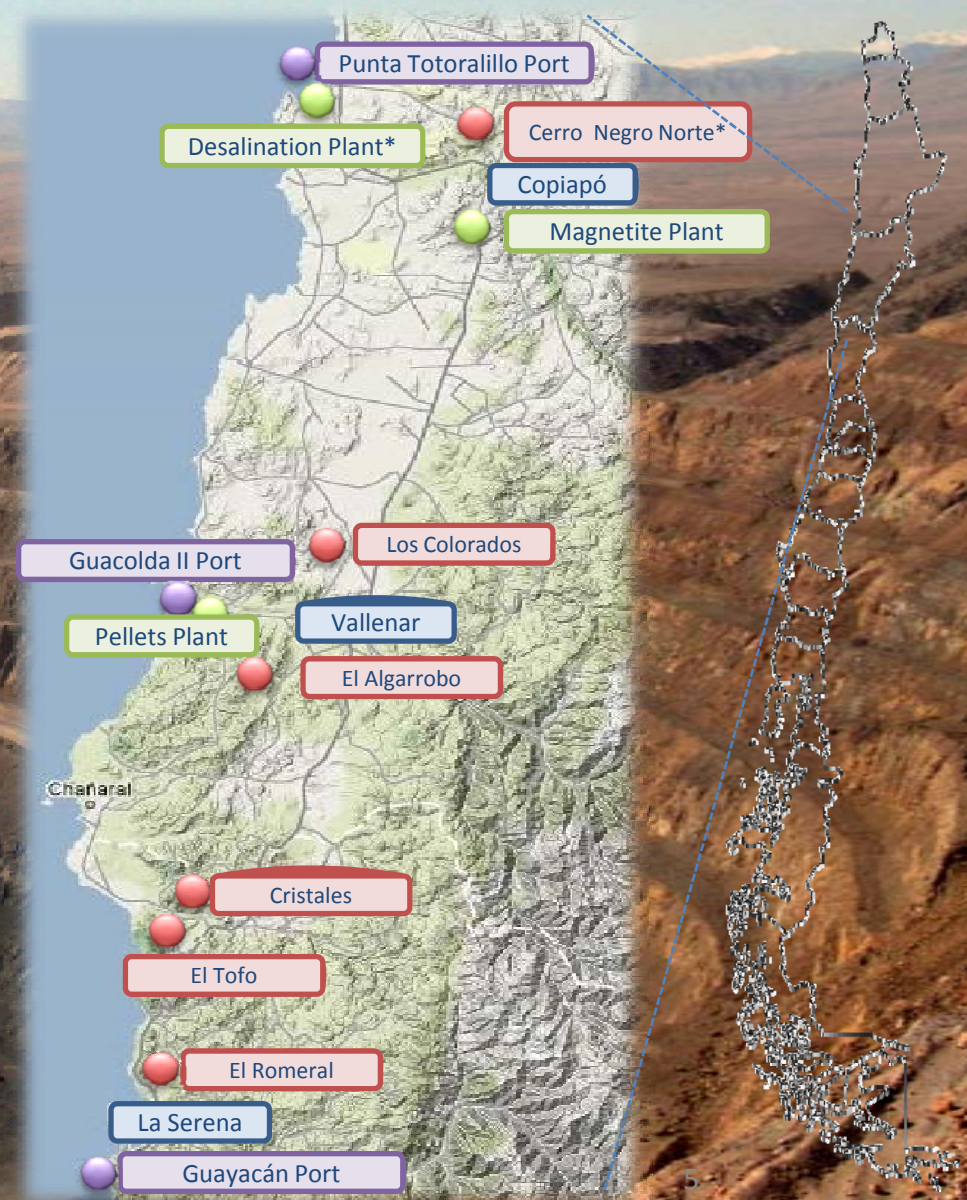 Punta Totoralillo Port
Desalination Plant*
Cerro Negro Norte*
Copiapó
Magnetite Plant
Los Colorados
Guacolda II Port
Vallenar
Pellets Plant
El Algarrobo
Chañaral
Cristales
El Tofo
El Romeral
La Serena
Guayacán Port
5